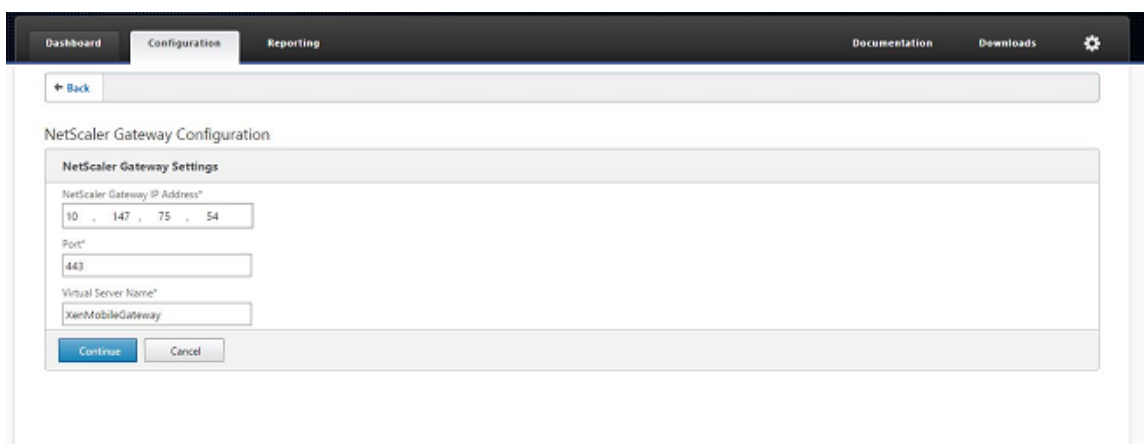 Dashboard Configuration Reporting Documentation Downloads
Back
NetScaler Gateway Configuration
NetScaler Gateway Settings
NetScaler Gateway IP Address*
10 . 147 . 75 . 54
Port*
443
Virtual Server Name*
XenMobileGateway
Continue Cancel